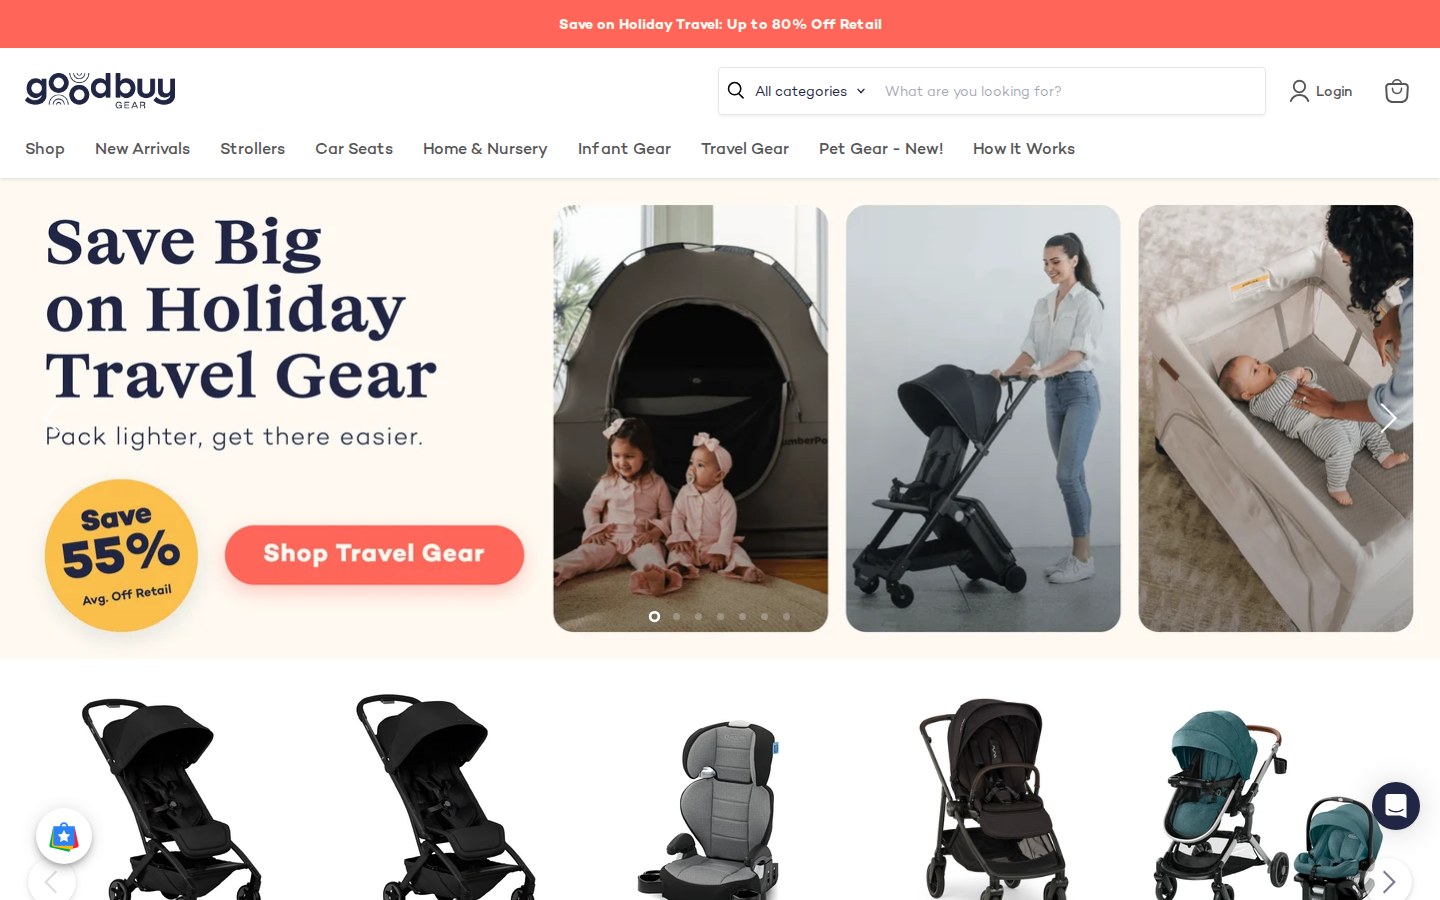 Save on Holiday Travel: Up to 80% Off Retail
goodbuy
GEAR
All categories
What are you looking for?
Login
Shop
New Arrivals
Strollers
Car Seats
Home & Nursery
Infant Gear
Travel Gear
Pet Gear - New!
How It Works
Save Big
on Holiday
Travel Gear
Pack lighter, get there easier.
Save
55%
Avg. Off Retail
Shop Travel Gear